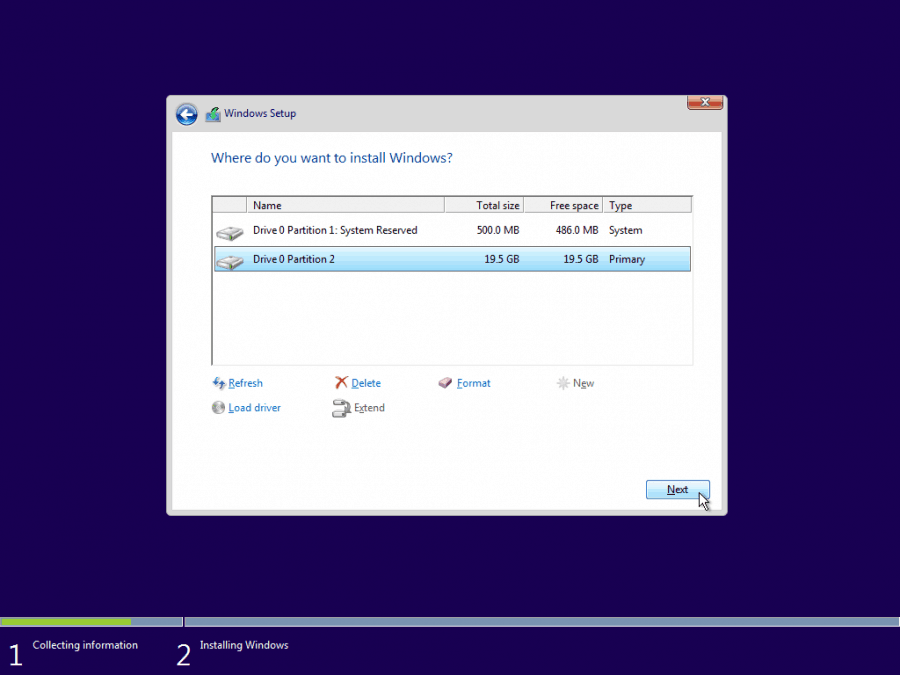 Windows Setup
Where do you want to install Windows?
Name Total size Free space Type
Drive 0 Partition 1: System Reserved 500.0 MB 486.0 MB System
Drive 0 Partition 2 19.5 GB 19.5 GB Primary
Refresh Delete Format New
Load driver Extend
Next
1 Collecting information 2 Installing Windows